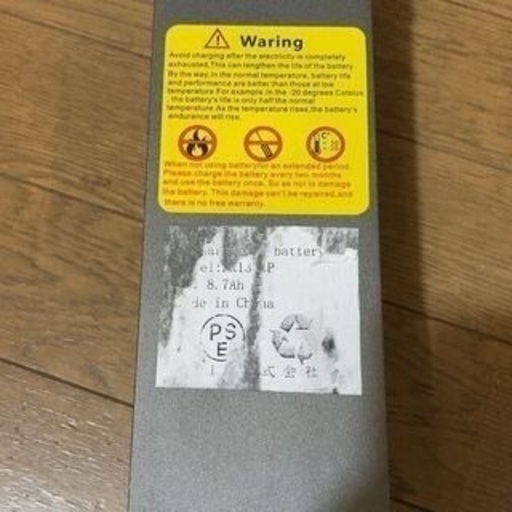 Waring
Avoid charging after the electricity is completely
exhausted,This can lengthen the life of the battery
By the way.In the normal temperature, battery life
and performance are better than those at low
temperature.For example.in the -20 degrees Celsius
, the battery's life is only half the normal
temperature.As the temperature rises,the battery's
endurance will rise.
When not using battery for an extended period.
Please charge the battery every two months
and use the battery once. So as not to damage
the battery. This damage can't be repaired,and
there is no free warranty.
battery
8.7Ah
in China
PS
E
式会社